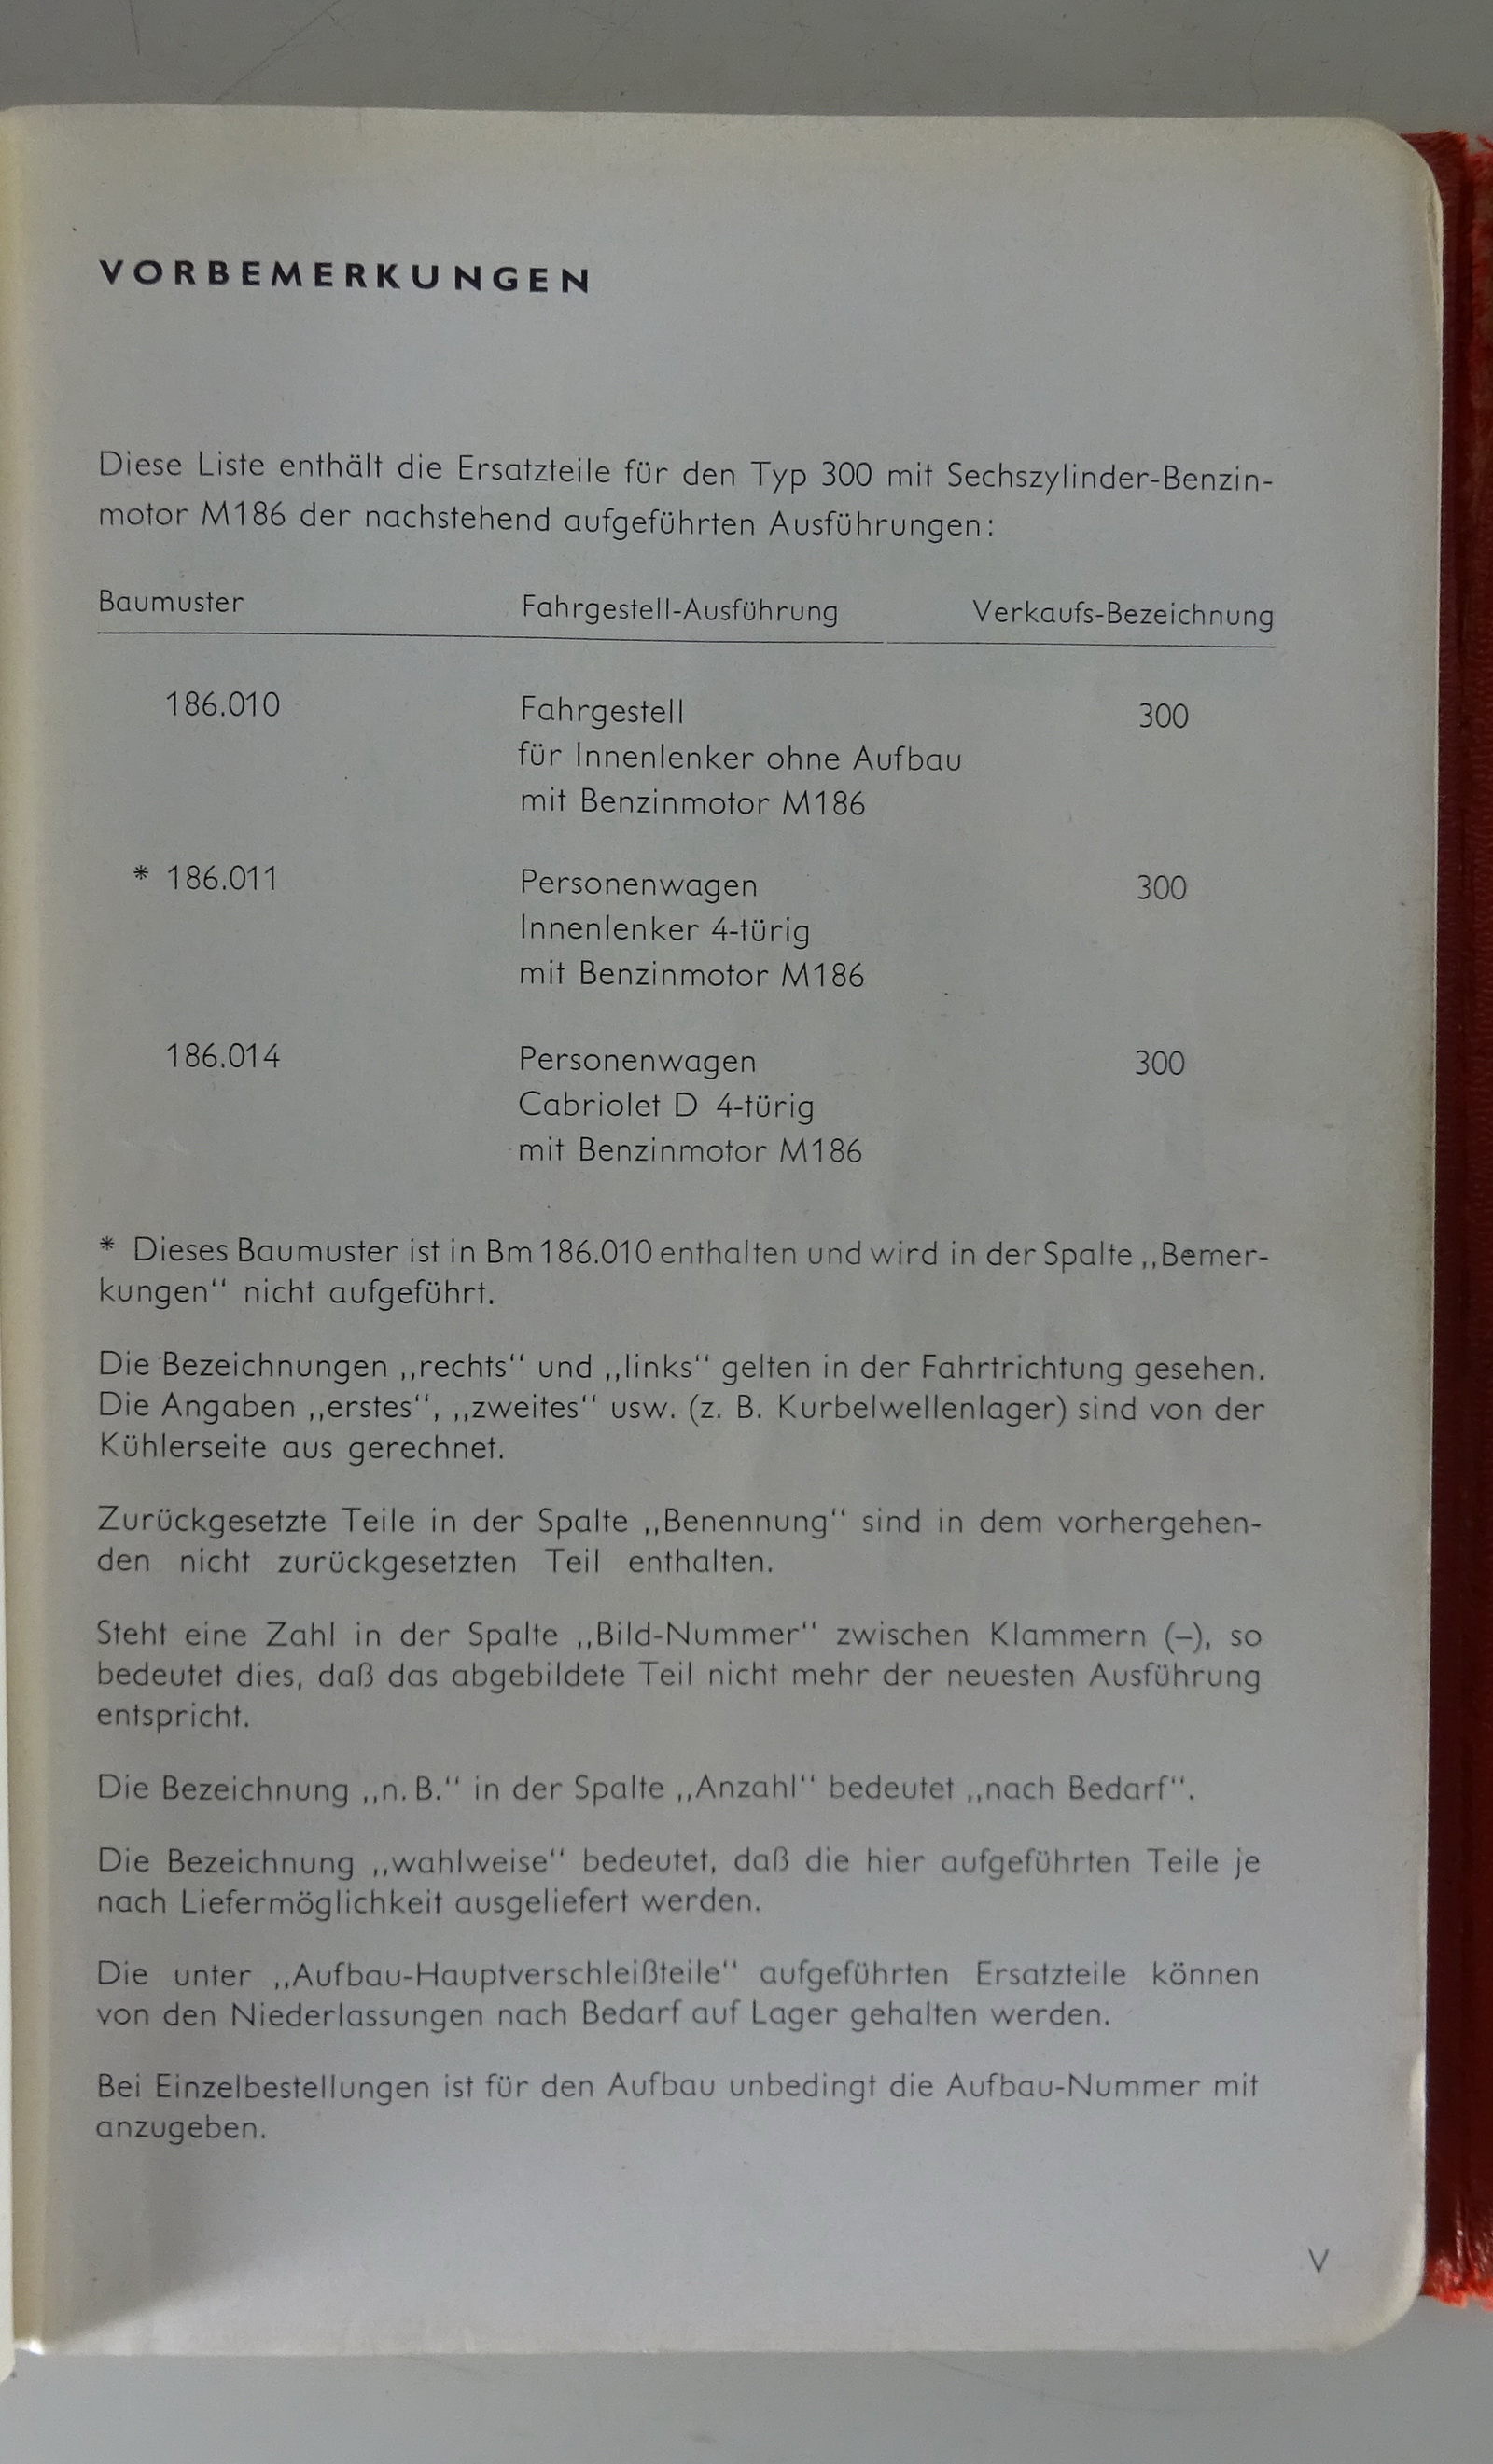 VORBEMERKUNGEN
Diese Liste enthält die Ersatzteile für den Typ 300 mit Sechszylinder-Benzin-
motor M186 der nachstehend aufgeführten Ausführungen:
Baumuster Fahrgestell-Ausführung Verkaufs-Bezeichnung
186.010 Fahrgestell 300
für Innenlenker ohne Aufbau
mit Benzinmotor M186
* 186.011 Personenwagen 300
Innenlenker 4-türig
mit Benzinmotor M186
186.014 Personenwagen 300
Cabriolet D 4-türig
mit Benzinmotor M186
* Dieses Baumuster ist in Bm 186.010 enthalten und wird in der Spalte „Bemer-
kungen“ nicht aufgeführt.
Die Bezeichnungen „rechts“ und „links“ gelten in der Fahrtrichtung gesehen.
Die Angaben „erstes“, „zweites“ usw. (z. B. Kurbelwellenlager) sind von der
Kühlerseite aus gerechnet.
Zurückgesetzte Teile in der Spalte „Benennung“ sind in dem vorhergehen-
den nicht zurückgesetzten Teil enthalten.
Steht eine Zahl in der Spalte „Bild-Nummer“ zwischen Klammern (–), so
bedeutet dies, daß das abgebildete Teil nicht mehr der neuesten Ausführung
entspricht.
Die Bezeichnung „n. B.“ in der Spalte „Anzahl“ bedeutet „nach Bedarf“.
Die Bezeichnung „wahlweise“ bedeutet, daß die hier aufgeführten Teile je
nach Liefermöglichkeit ausgeliefert werden.
Die unter „Aufbau-Hauptverschleißteile“ aufgeführten Ersatzteile können
von den Niederlassungen nach Bedarf auf Lager gehalten werden.
Bei Einzelbestellungen ist für den Aufbau unbedingt die Aufbau-Nummer mit
anzugeben.
V